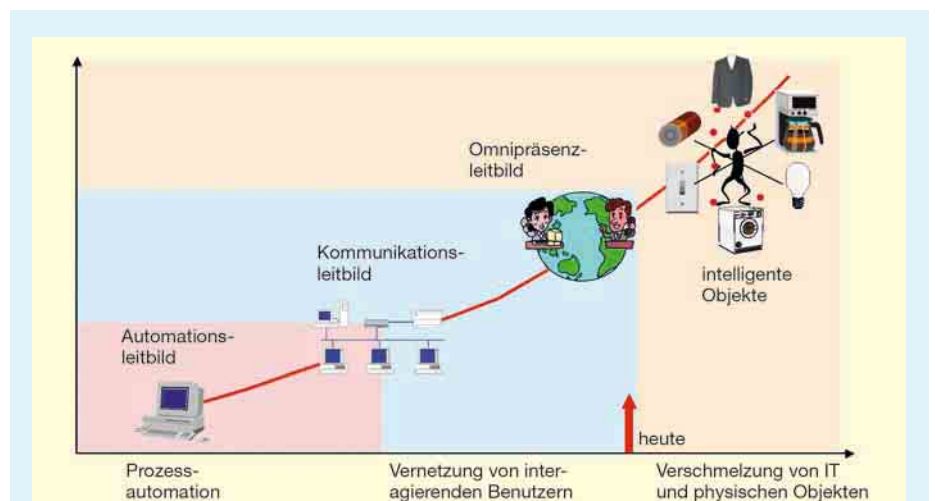 Omnipräsenz-
leitbild
Kommunikations-
leitbild
intelligente
Objekte
Automations-
leitbild
heute
Prozess-
automation
Vernetzung von inter-
agierenden Benutzern
Verschmelzung von IT
und physischen Objekten